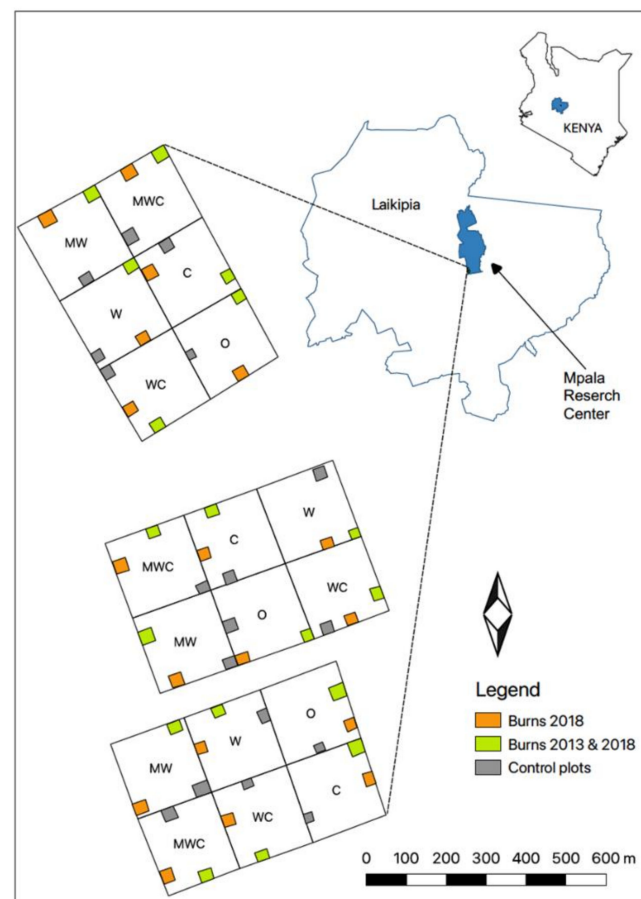 KENYA
Laikipia
Mpala
Reserch
Center
MWC
MW
C
W
O
WC
W
C
MWC
WC
O
MW
O
W
MW
C
WC
MWC
Legend
Burns 2018
Burns 2013 & 2018
Control plots
0 100 200 300 400 500 600 m